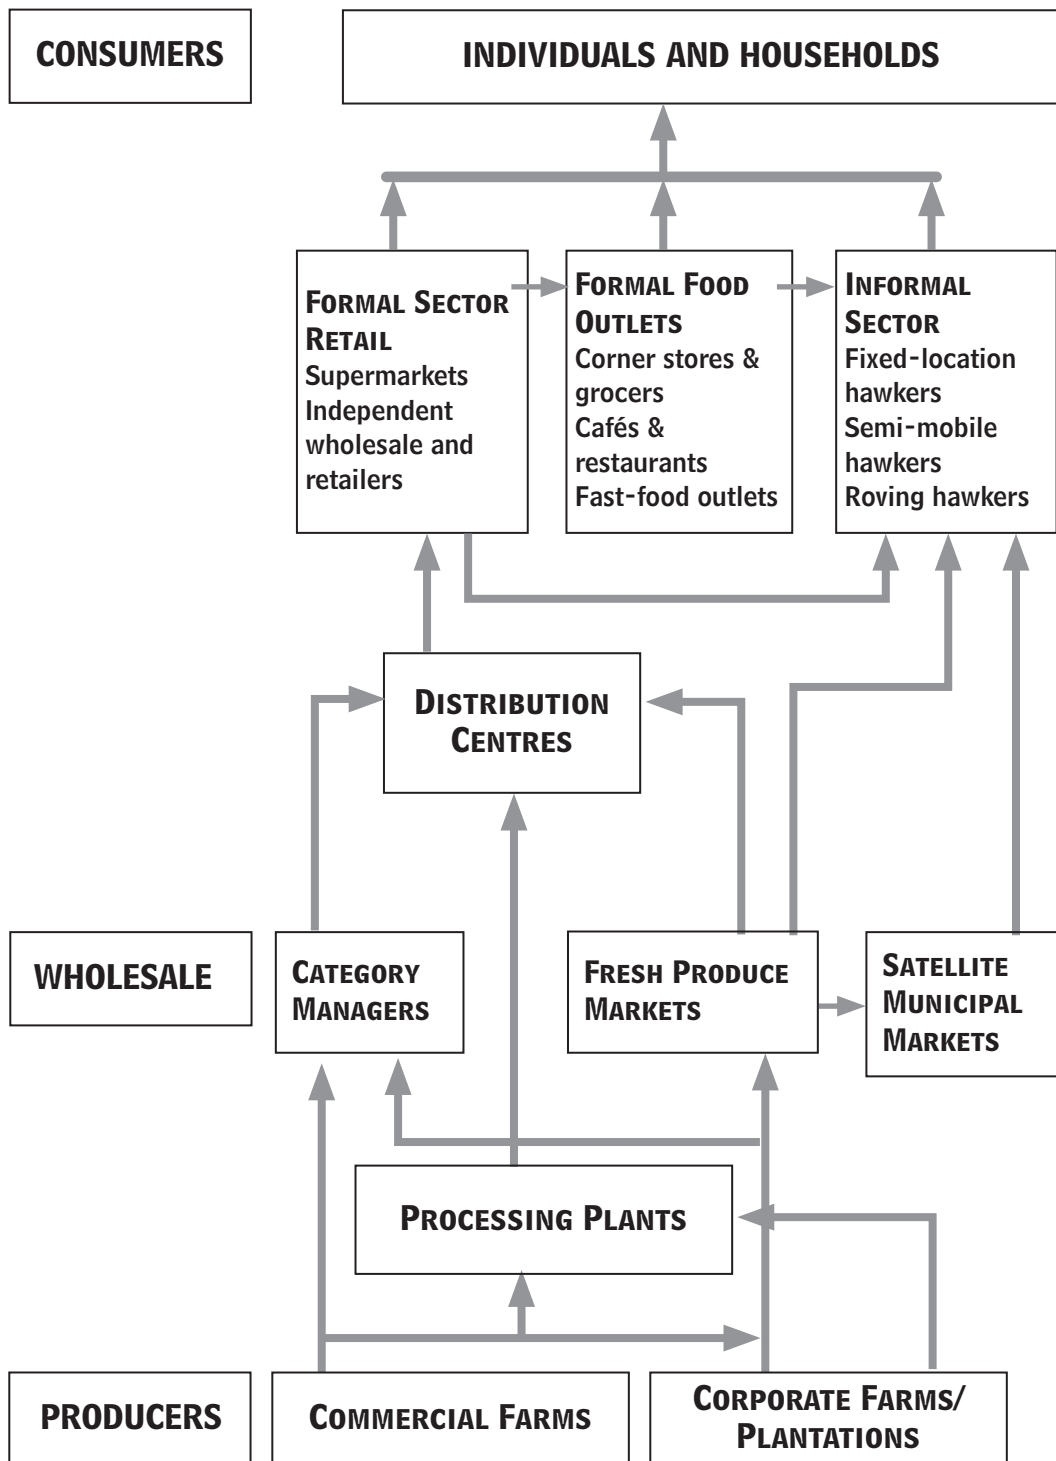 CONSUMERS
INDIVIDUALS AND HOUSEHOLDS
FORMAL SECTOR
RETAIL
Supermarkets
Independent
wholesale and
retailers
FORMAL FOOD
OUTLETS
Corner stores &
grocers
Cafés &
restaurants
Fast-food outlets
INFORMAL
SECTOR
Fixed-location
hawkers
Semi-mobile
hawkers
Roving hawkers
DISTRIBUTION
CENTRES
WHOLESALE
CATEGORY
MANAGERS
FRESH PRODUCE
MARKETS
SATELLITE
MUNICIPAL
MARKETS
PROCESSING PLANTS
PRODUCERS
COMMERCIAL FARMS
CORPORATE FARMS/
PLANTATIONS